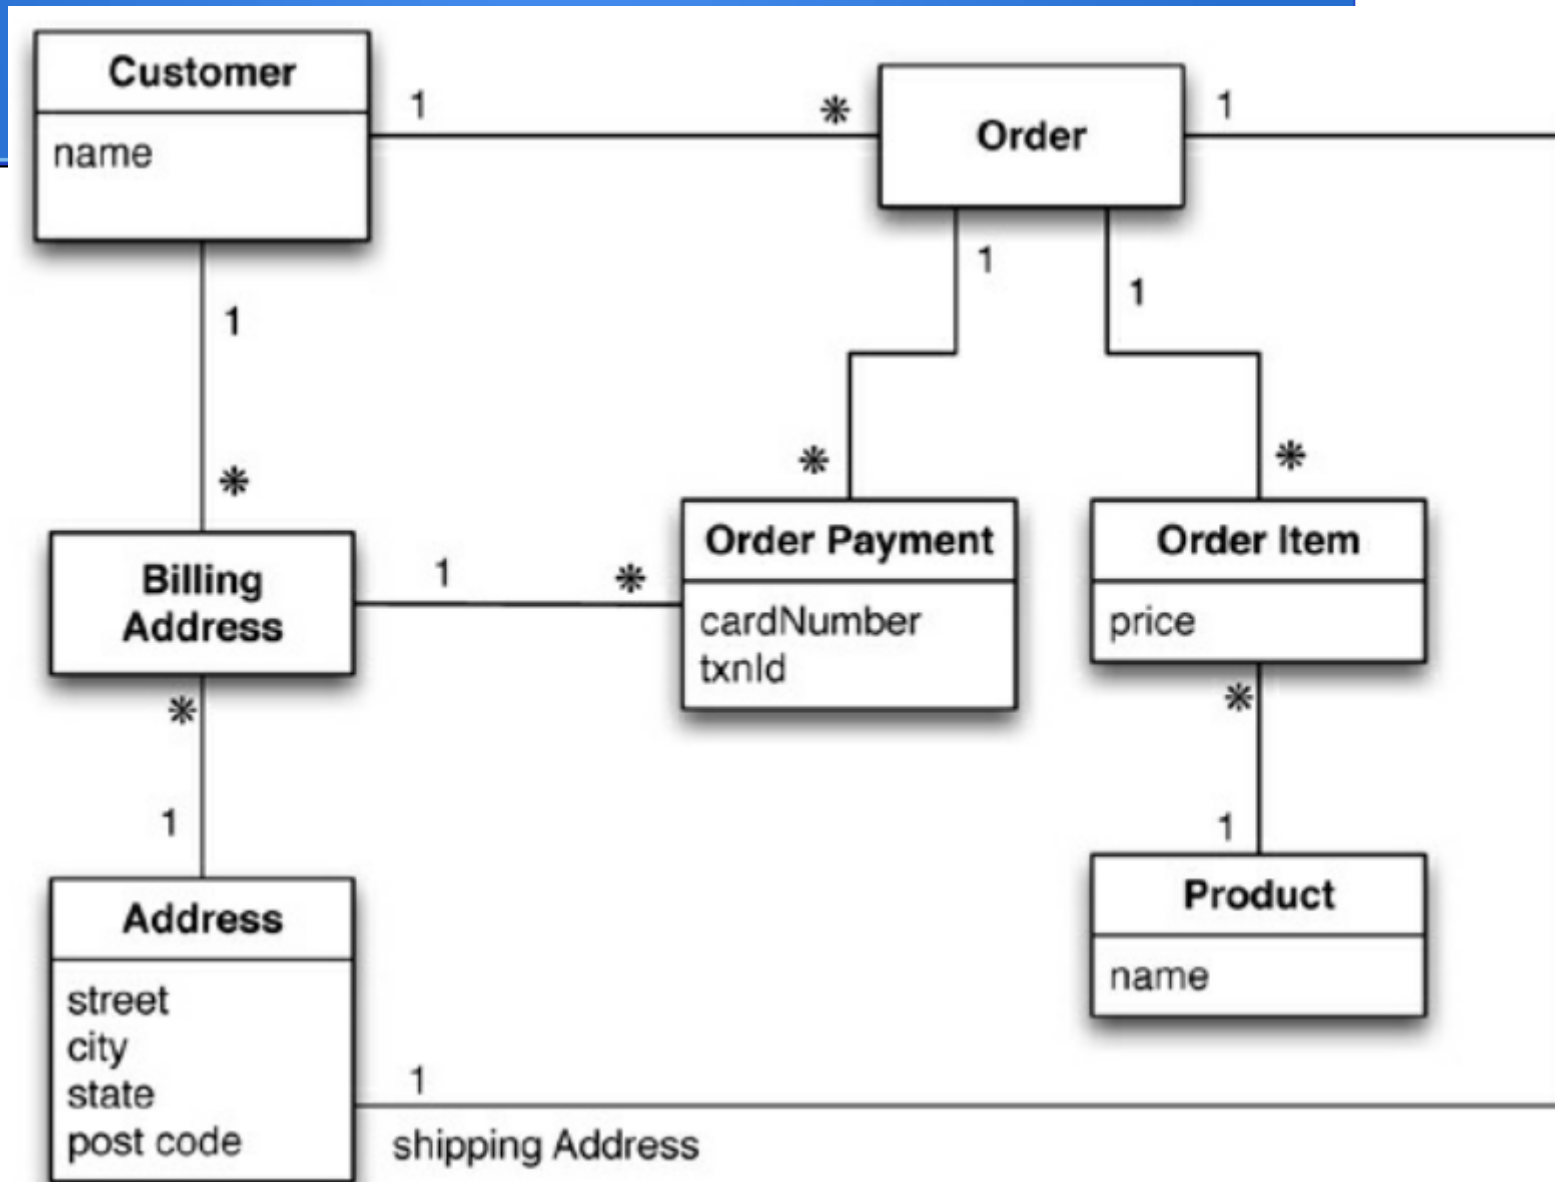 Customer
name
1
*
Order
1
1
*
1
*
1
*
Billing
Address
1
*
Order Payment
cardNumber
txnId
Order Item
price
*
1
*
1
Product
name
Address
street
city
state
post code
1
shipping Address